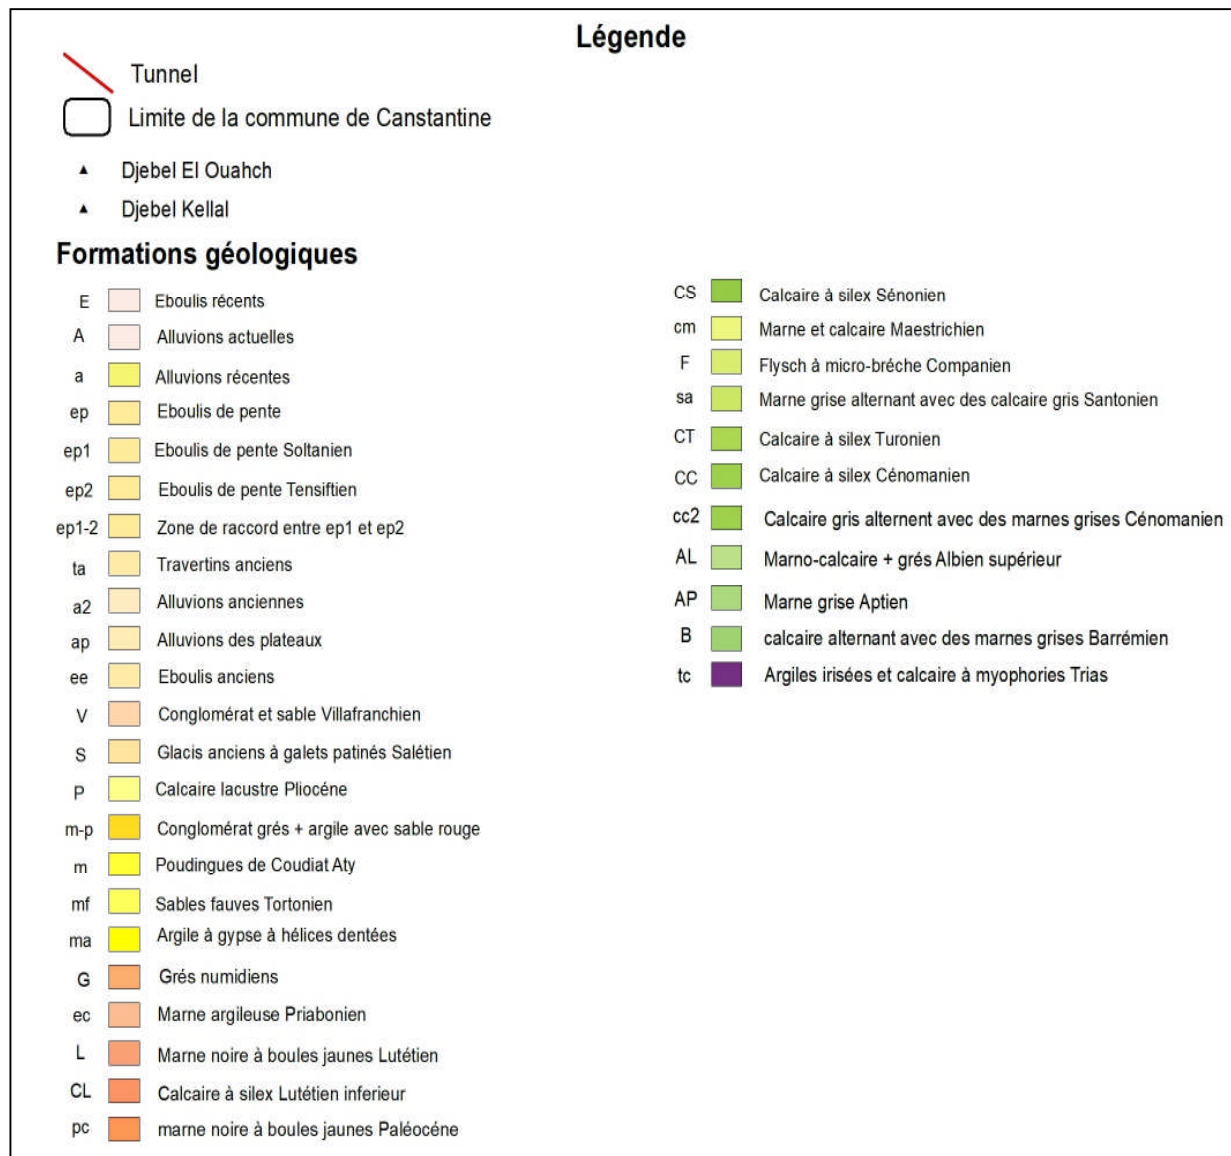 Légende
Tunnel
Limite de la commune de Canstantine
Djebel El Ouahch
Djebel Kellal
Formations géologiques
E Eboulis récents
A Alluvions actuelles
a Alluvions récentes
ep Eboulis de pente
ep1 Eboulis de pente Soltanien
ep2 Eboulis de pente Tensiftien
ep1-2 Zone de raccord entre ep1 et ep2
ta Travertins anciens
a2 Alluvions anciennes
ap Alluvions des plateaux
ee Eboulis anciens
V Conglomérat et sable Villafranchien
S Glacis anciens à galets patinés Salétien
P Calcaire lacustre Pliocéne
m-p Conglomérat grés + argile avec sable rouge
m Poudingues de Coudiat Aty
mf Sables fauves Tortonien
ma Argile à gypse à hélices dentées
G Grés numidiens
ec Marne argileuse Priabonien
L Marne noire à boules jaunes Lutétien
CL Calcaire à silex Lutétien inferieur
pc marne noire à boules jaunes Paléocéne
CS Calcaire à silex Sénonien
cm Marne et calcaire Maestrichien
F Flysch à micro-bréche Companien
sa Marne grise alternant avec des calcaire gris Santonien
CT Calcaire à silex Turonien
CC Calcaire à silex Cénomanien
cc2 Calcaire gris alternent avec des marnes grises Cénomanien
AL Marno-calcaire + grés Albien supérieur
AP Marne grise Aptien
B calcaire alternant avec des marnes grises Barrémien
tc Argiles irisées et calcaire à myophories Trias